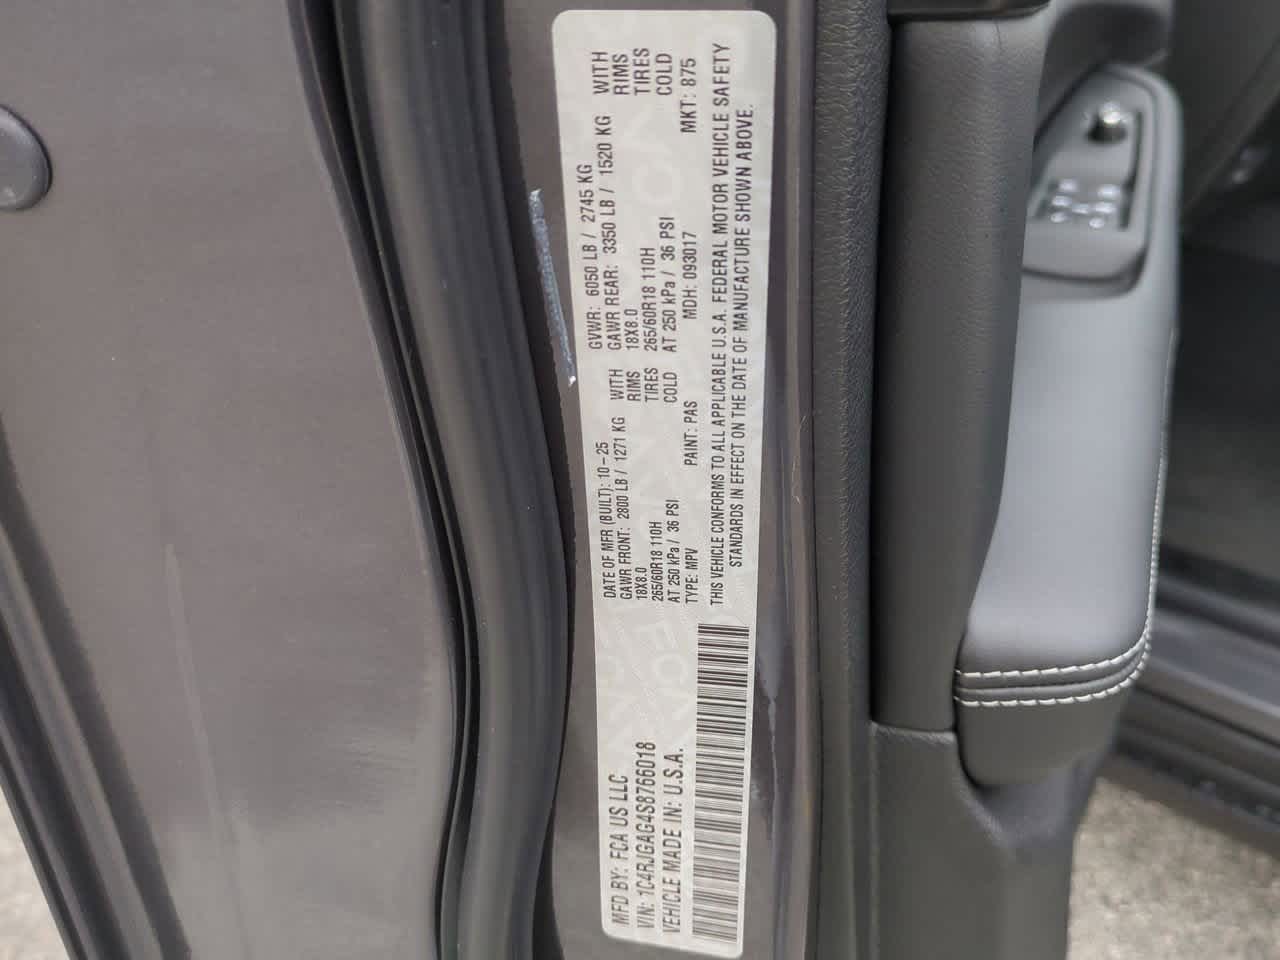 MFD BY: FCA US LLC
VIN: 1C4RJGAG4S8766018
VEHICLE MADE IN: U.S.A.
DATE OF MFR (BUILT): 10-25 GVWR: 6050 LB / 2745 KG
GAWR FRONT: 2800 LB / 1271 KG WITH GAWR REAR: 3350 LB / 1520 KG WITH
18X8.0 RIMS 18X8.0 RIMS
265/60R18 110H TIRES 265/60R18 110H TIRES
AT 250 kPa / 36 PSI COLD AT 250 kPa / 36 PSI COLD
TYPE: MPV PAINT: PAS MDH: 093017 MKT: 875
THIS VEHICLE CONFORMS TO ALL APPLICABLE U.S.A. FEDERAL MOTOR VEHICLE SAFETY
STANDARDS IN EFFECT ON THE DATE OF MANUFACTURE SHOWN ABOVE.